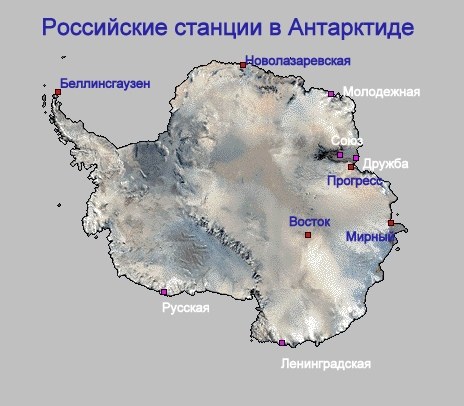 Российские станции в Антарктиде
Новолазаревская
Беллинсгаузен
Молодежная
Союз
Дружба
Прогресс
Восток
Мирный
Русская
Ленинградская